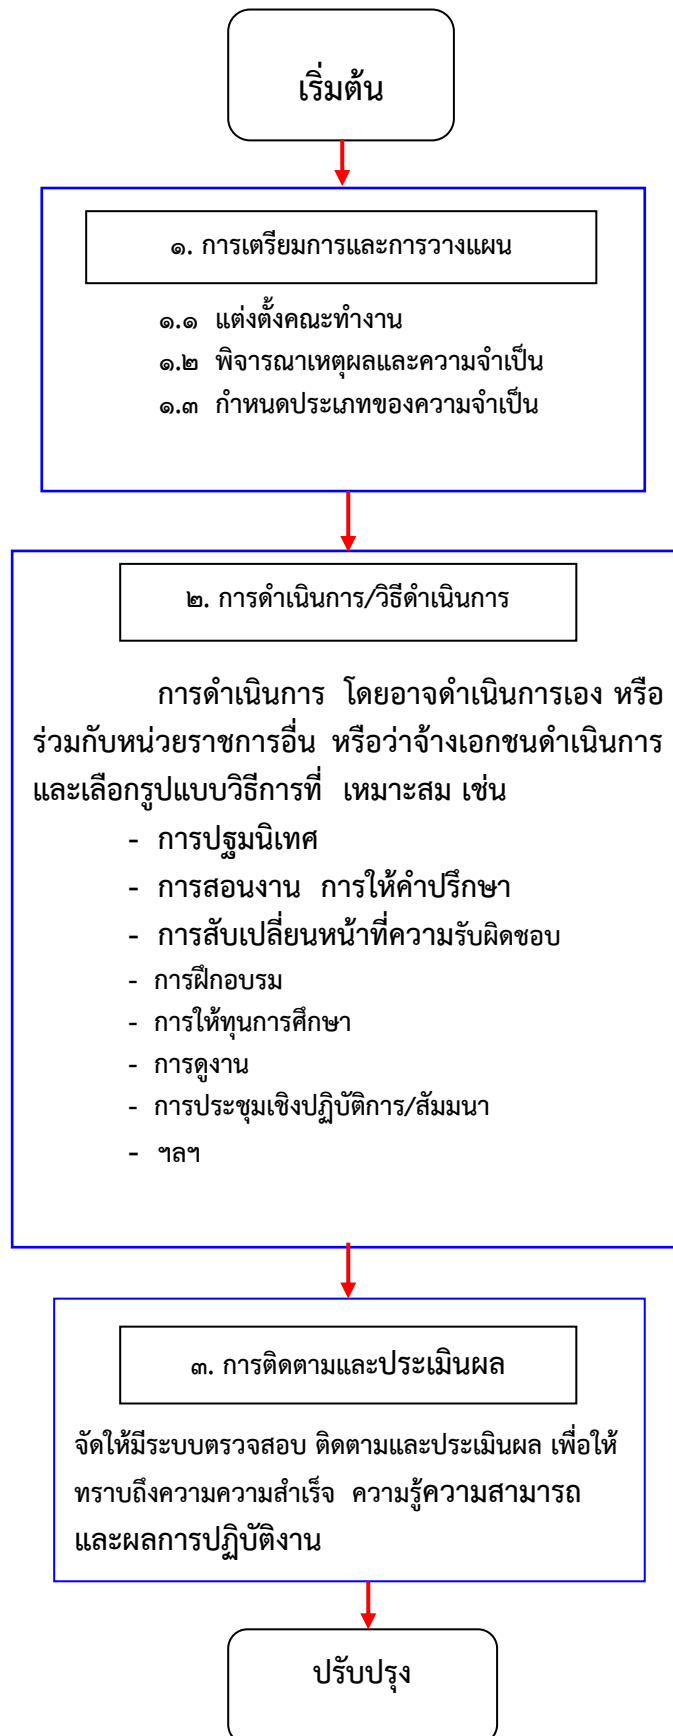 เริ่มต้น
๑. การเตรียมการและการวางแผน
๑.๑ แต่งตั้งคณะทำงาน
๑.๒ พิจารณาเหตุผลและความจำเป็น
๑.๓ กำหนดประเภทของความจำเป็น
๒. การดำเนินการ/วิธีดำเนินการ
การดำเนินการ โดยอาจดำเนินการเอง หรือ
ร่วมกับหน่วยราชการอื่น หรือว่าจ้างเอกชนดำเนินการ
และเลือกรูปแบบวิธีการที่ เหมาะสม เช่น
- การปฐมนิเทศ
- การสอนงาน การให้คำปรึกษา
- การสับเปลี่ยนหน้าที่ความรับผิดชอบ
- การฝึกอบรม
- การให้ทุนการศึกษา
- การดูงาน
- การประชุมเชิงปฏิบัติการ/สัมมนา
- ฯลฯ
๓. การติดตามและประเมินผล
จัดให้มีระบบตรวจสอบ ติดตามและประเมินผล เพื่อให้
ทราบถึงความความสำเร็จ ความรู้ความสามารถ
และผลการปฏิบัติงาน
ปรับปรุง